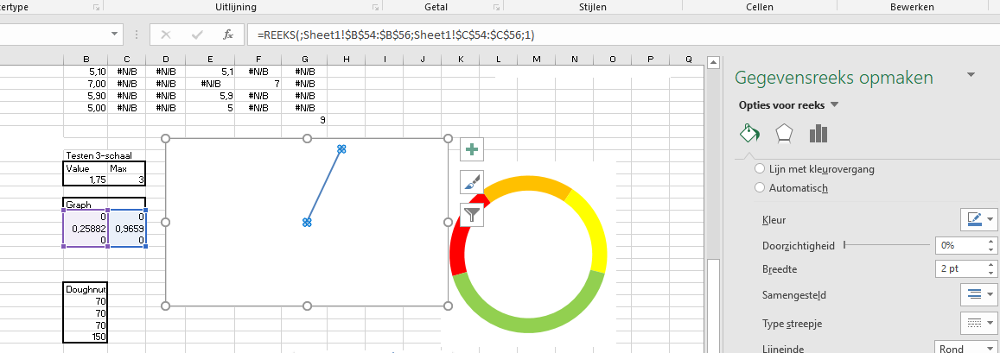 ertype Uitlijning Getal Stijlen Cellen Bewerken
fx =REEKS(;Sheet1!$B$54:$B$56;Sheet1!$C$54:$C$56;1)
B C D E F G H I J K L M N O P Q
5,10 #N/B #N/B 5,1 #N/B #N/B
7,00 #N/B #N/B #N/B 7 #N/B
5,90 #N/B #N/B 5,9 #N/B #N/B
5,00 #N/B #N/B 5 #N/B #N/B
9
Testen 3-schaal
Value Max
1,75 3
Graph
0 0
0,25882 0,9659
0 0
Doughnut
70
70
70
150
Gegevensreeks opmaken
Opties voor reeks
Lijn met kleurovergang
Automatisch
Kleur
Doorzichtigheid 0%
Breedte 2 pt
Samengesteld
Type streepje
Lijneinde Rond